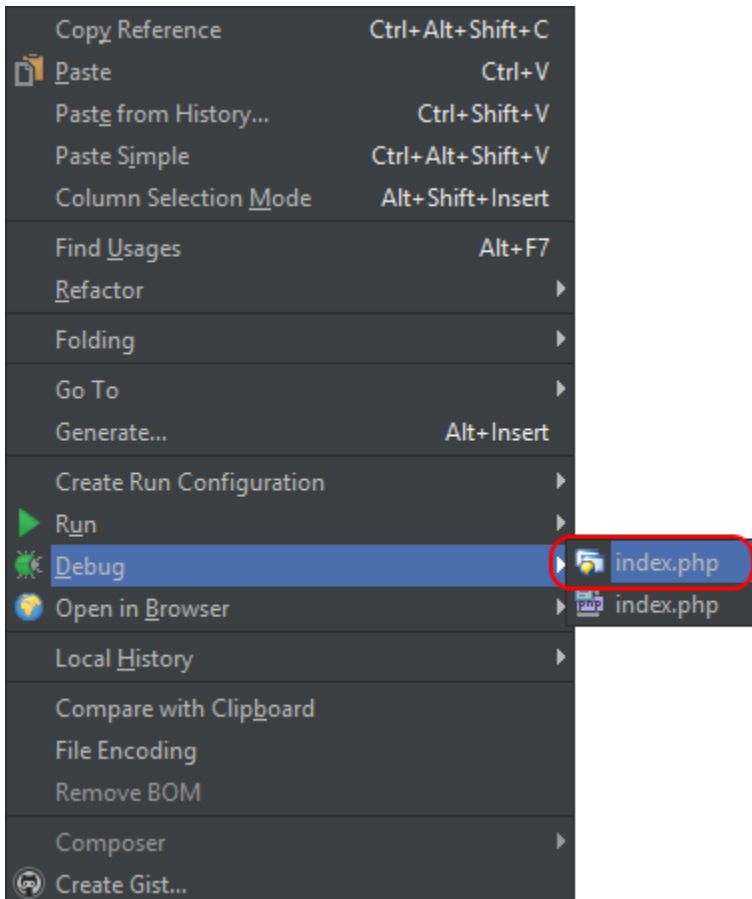 Copy Reference Ctrl+Alt+Shift+C
Paste Ctrl+V
Paste from History... Ctrl+Shift+V
Paste Simple Ctrl+Alt+Shift+V
Column Selection Mode Alt+Shift+Insert
Find Usages Alt+F7
Refactor
Folding
Go To
Generate... Alt+Insert
Create Run Configuration
Run
Debug index.php
Open in Browser php index.php
Local History
Compare with Clipboard
File Encoding
Remove BOM
Composer
Create Gist...